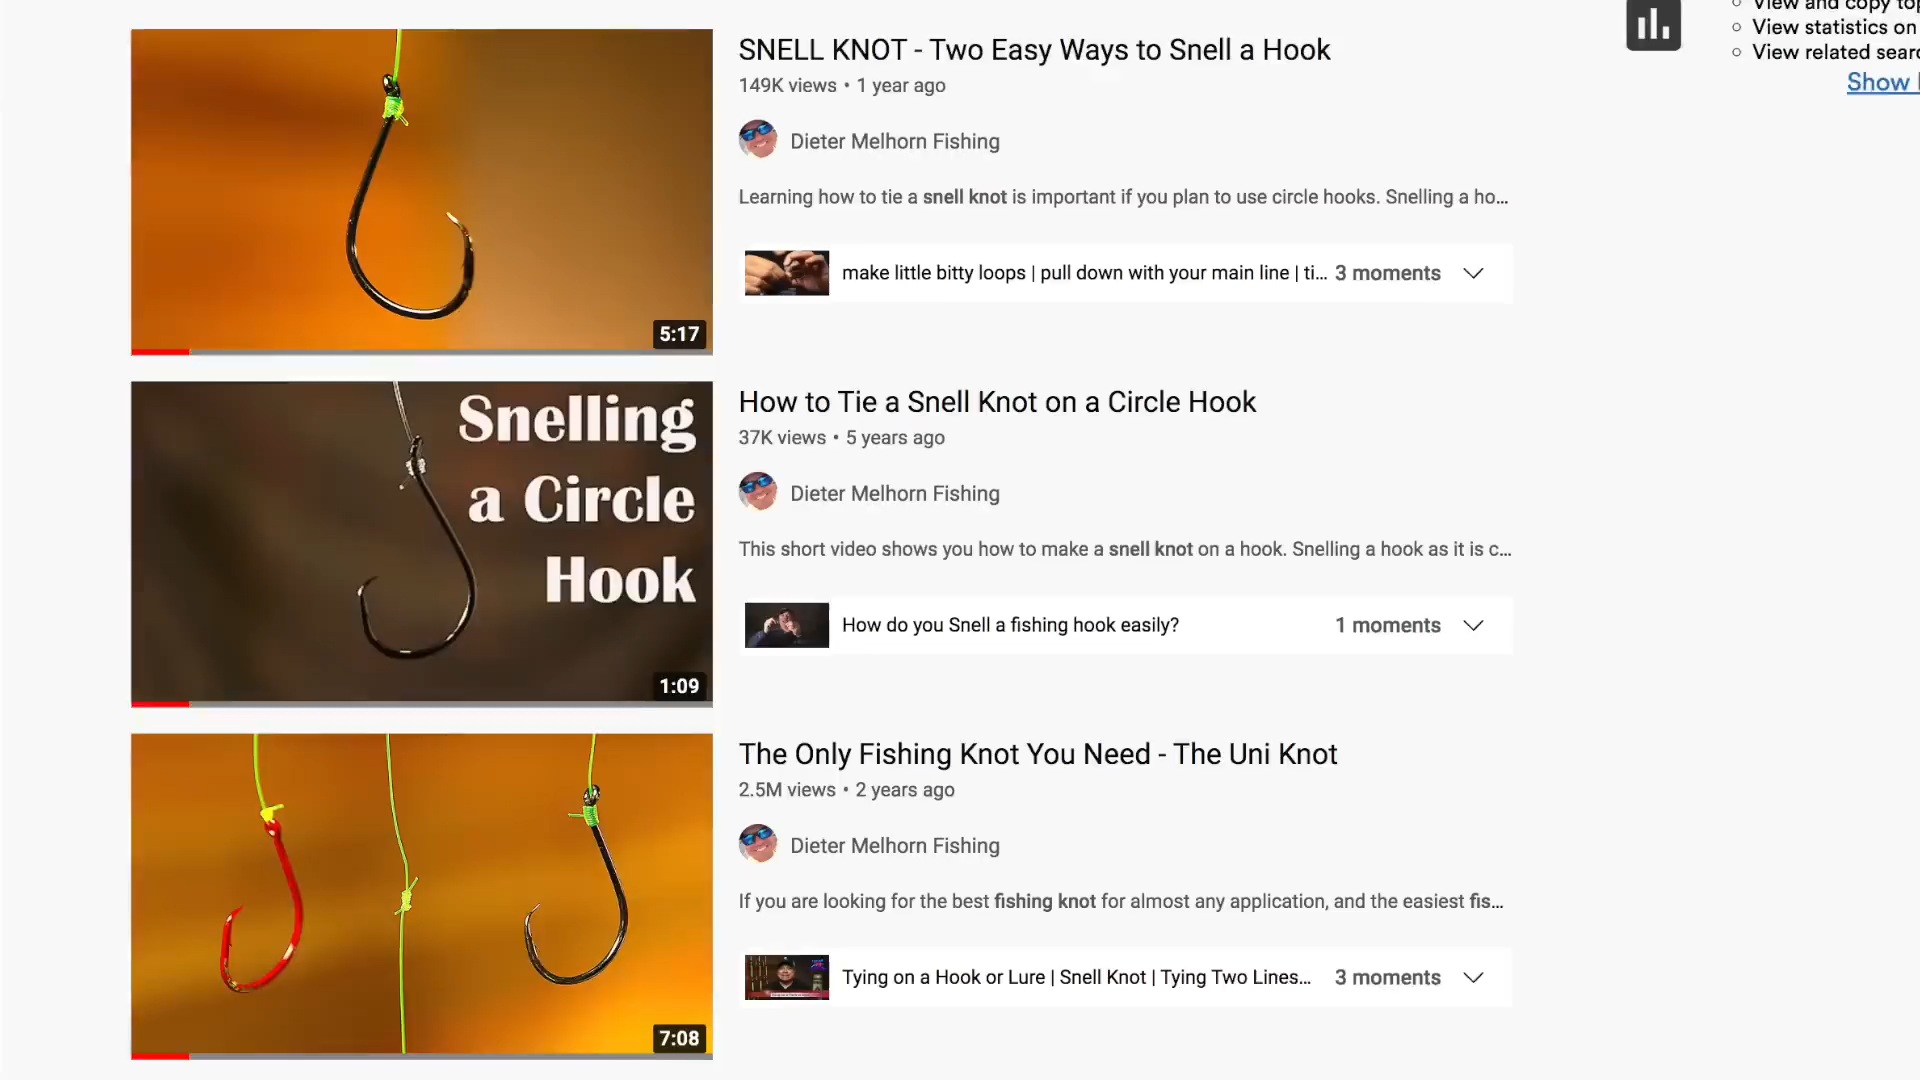 SNELL KNOT - Two Easy Ways to Snell a Hook
149K views • 1 year ago
Dieter Melhorn Fishing
Learning how to tie a snell knot is important if you plan to use circle hooks. Snelling a ho...
make little bitty loops | pull down with your main line | ti... 3 moments
5:17
Snelling
a Circle
Hook
1:09
How to Tie a Snell Knot on a Circle Hook
37K views • 5 years ago
Dieter Melhorn Fishing
This short video shows you how to make a snell knot on a hook. Snelling a hook as it is c...
How do you Snell a fishing hook easily? 1 moments
The Only Fishing Knot You Need - The Uni Knot
2.5M views • 2 years ago
Dieter Melhorn Fishing
If you are looking for the best fishing knot for almost any application, and the easiest fis...
Tying on a Hook or Lure | Snell Knot | Tying Two Lines... 3 moments
7:08
View and copy
View statistics on
View related
Show